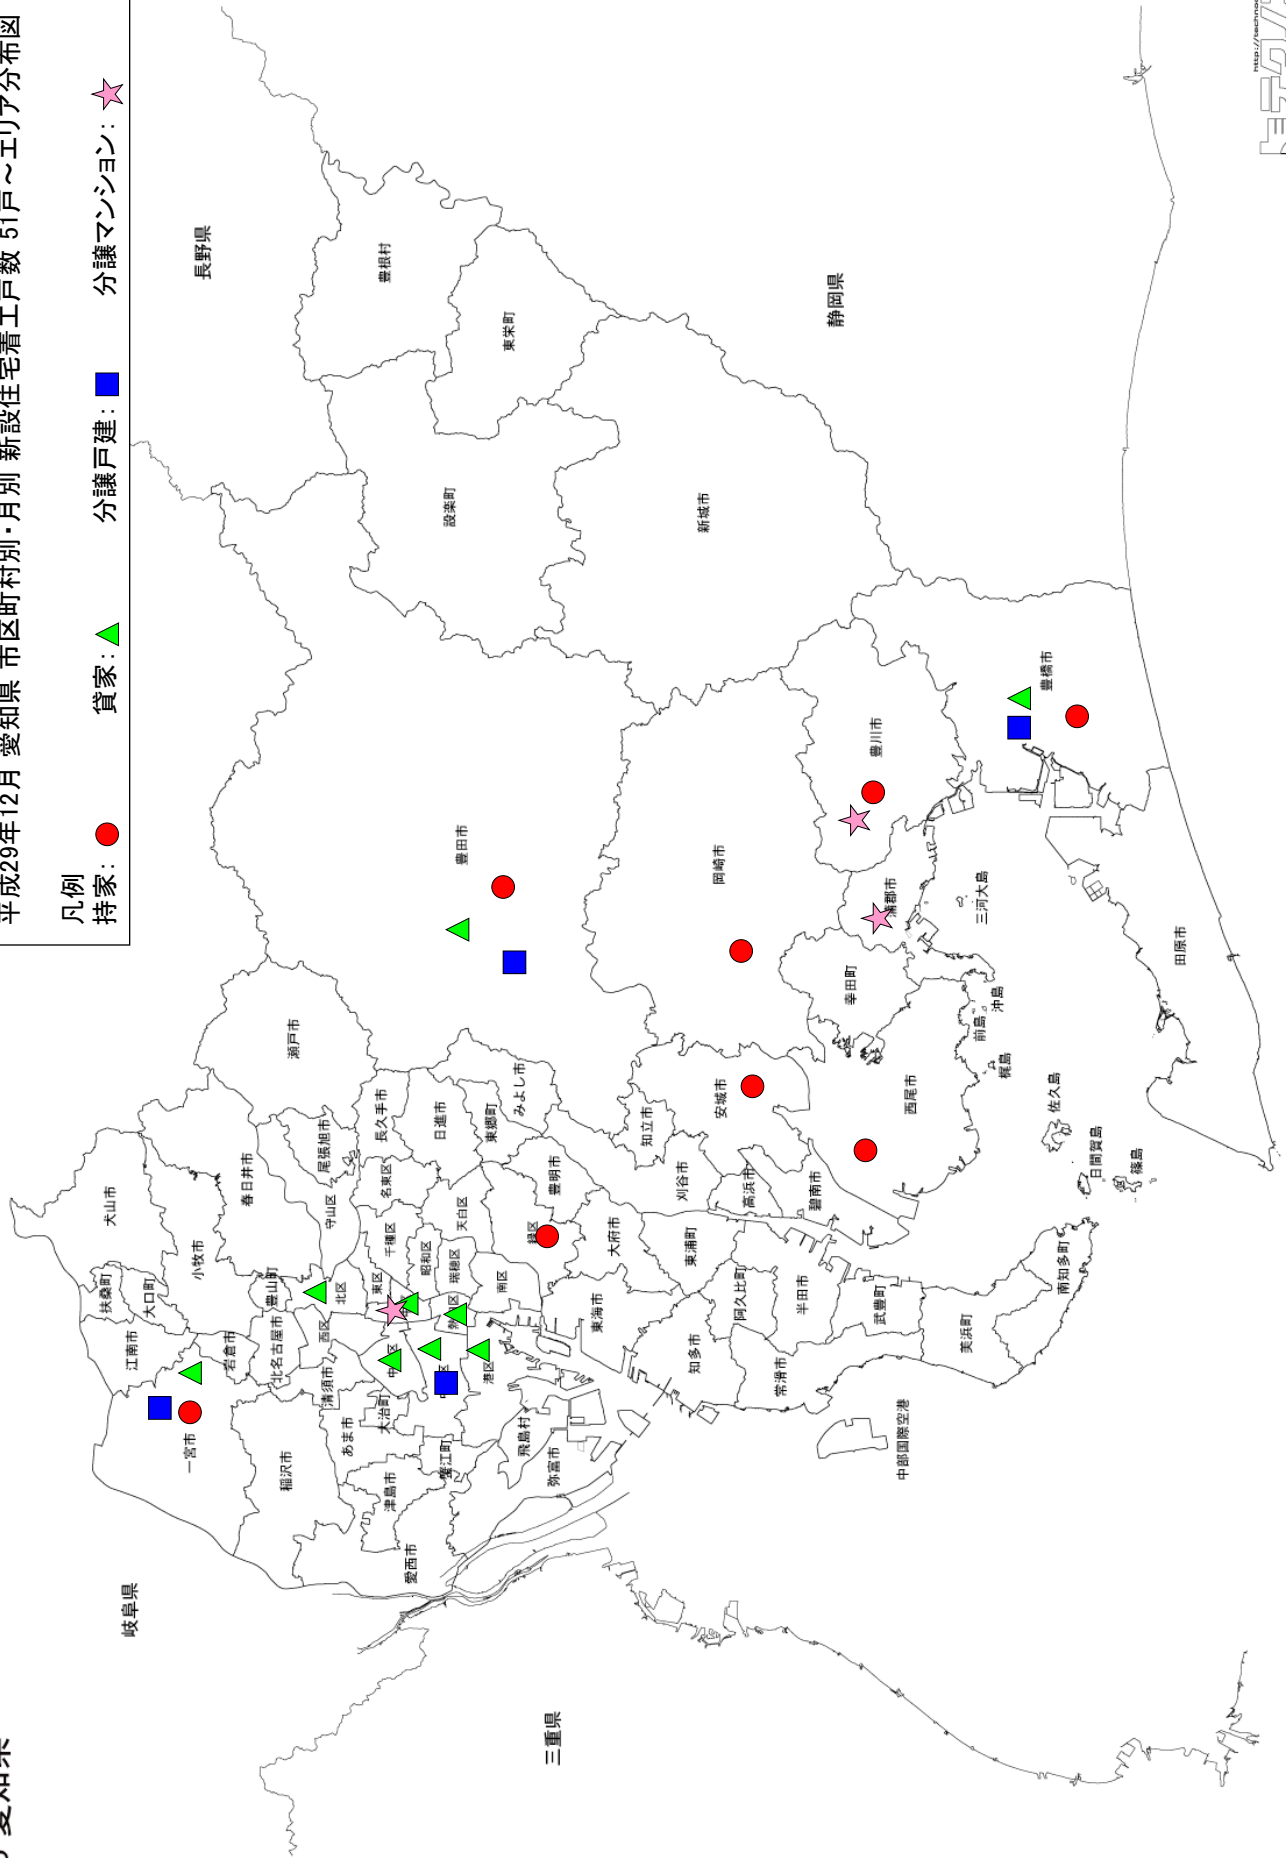 愛知県
平成29年12月 愛知県 市区町村別・月別 新設住宅着工戸数 51戸～エリア分布図
凡例
持家:
貸家:
分譲戸建:
分譲マンション:
長野県
岐阜県
静岡県
三重県
豊根村
東栄町
設楽町
新城市
豊田市
瀬戸市
犬山市
扶桑町
大口町
小牧市
江南市
一宮市
岩倉市
春日井市
豊山町
北名古屋市
尾張旭市
守山区
北区
西区
清須市
稲沢市
長久手市
名東区
千種区
東区
大治町
あま市
津島市
愛西市
日進市
昭和区
天白区
瑞穂区
蟹江町
東郷町
みよし市
南区
港区
飛島村
弥富市
緑区
豊明市
大府市
東海市
知立市
刈谷市
安城市
岡崎市
東浦町
知多市
高浜市
阿久比町
常滑市
碧南市
半田市
幸田町
豊川市
蒲郡市
西尾市
武豊町
美浜町
中部国際空港
三河大島
前島
沖島
梶島
佐久島
日間賀島
篠島
南知多町
豊橋市
田原市